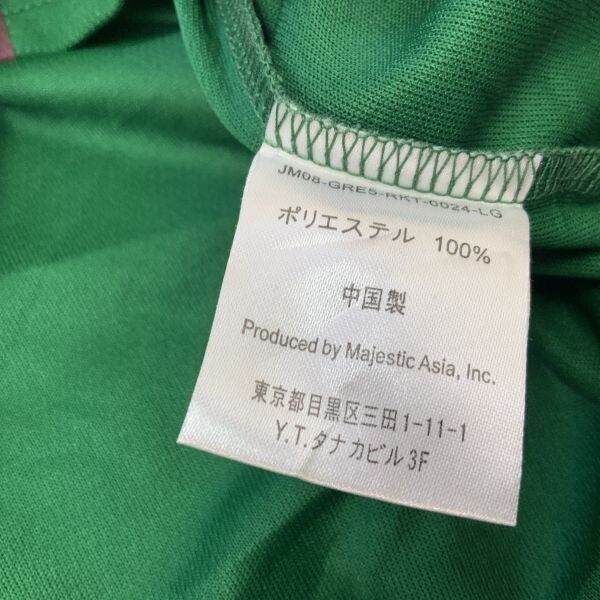 JM08-GRE5-RKT-0024-LG
ポリエステル 100%
中国製
Produced by Majestic Asia, Inc.
東京都目黒区三田1-11-1
Y.T.タナカビル3F